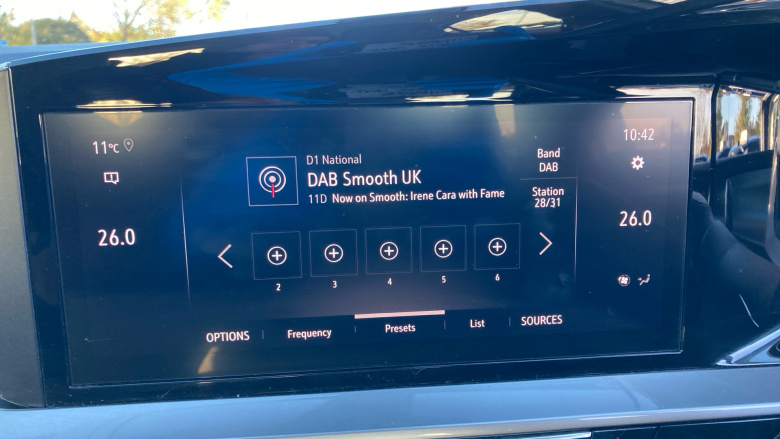 11°C
26.0
D1 National
DAB Smooth UK
11D Now on Smooth: Irene Cara with Fame
Band
DAB
Station
28/31
10:42
26.0
2 3 4 5 6
OPTIONS Frequency Presets List SOURCES